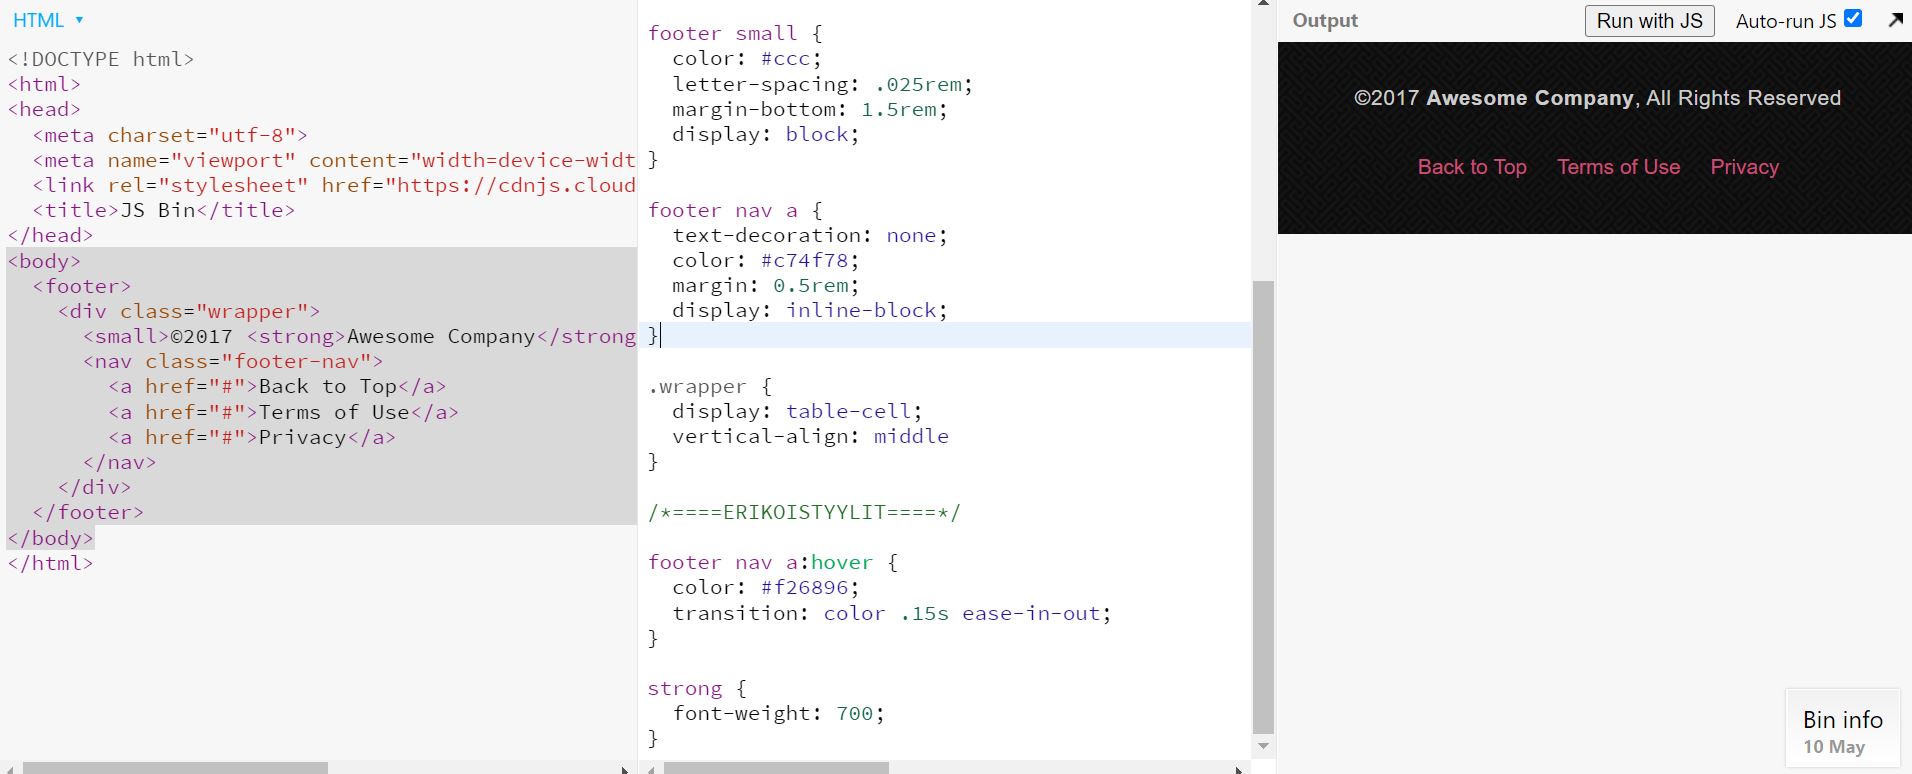 HTML ▾
<!DOCTYPE html>
<html>
<head>
<meta charset="utf-8">
<meta name="viewport" content="width=device-widt
<link rel="stylesheet" href="https://cdnjs.cloud
<title>JS Bin</title>
</head>
<body>
<footer>
<div class="wrapper">
<small>©2017 <strong>Awesome Company</strong
<nav class="footer-nav">
<a href="#">Back to Top</a>
<a href="#">Terms of Use</a>
<a href="#">Privacy</a>
</nav>
</div>
</footer>
</body>
</html>
footer small {
color: #ccc;
letter-spacing: .025rem;
margin-bottom: 1.5rem;
display: block;
}
footer nav a {
text-decoration: none;
color: #c74f78;
margin: 0.5rem;
display: inline-block;
}
.wrapper {
display: table-cell;
vertical-align: middle
}
/*====ERIKOISTYYLIT====*/
footer nav a:hover {
color: #f26896;
transition: color .15s ease-in-out;
}
strong {
font-weight: 700;
}
Output Run with JS Auto-run JS
©2017 Awesome Company, All Rights Reserved
Back to Top Terms of Use Privacy
Bin info
10 May